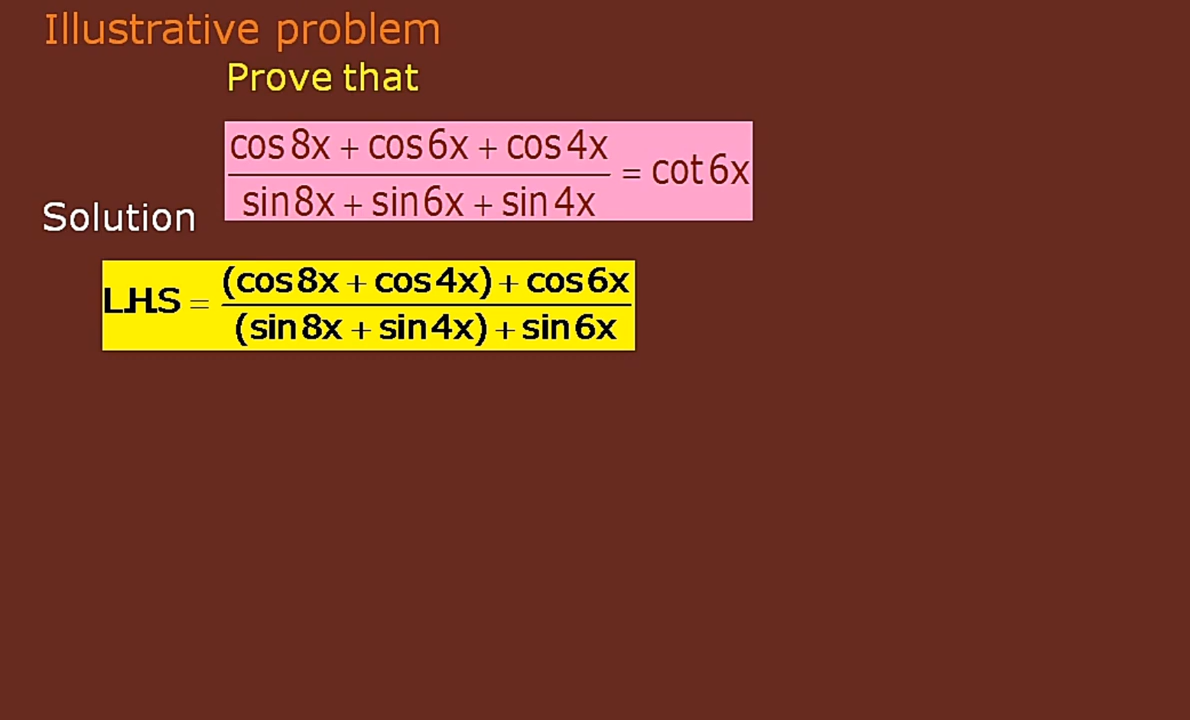 Illustrative problem
Prove that
cos 8x + cos 6x + cos 4x
sin 8x + sin 6x + sin 4x
= cot 6x
Solution
L.H.S =
(cos 8x + cos 4x) + cos 6x
(sin 8x + sin 4x) + sin 6x